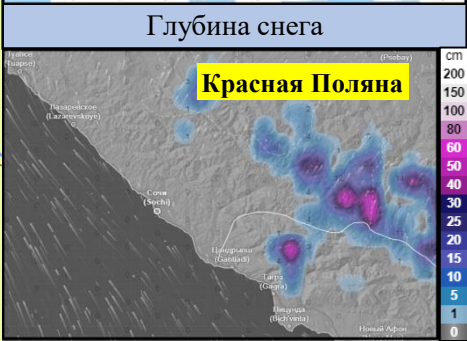 Глубина снега
Туапсе
(Tuapse)
(Psebay)
Красная Поляна
Лазаревское
(Lazarevskoye)
Сочи
(Sochi)
Цандрыпш
(Gantiadi)
Гагра
(Gagra)
Пицунда
(Bich'vinta)
Новый Афон
cm
200
150
100
80
60
50
40
30
25
20
15
10
5
1
0